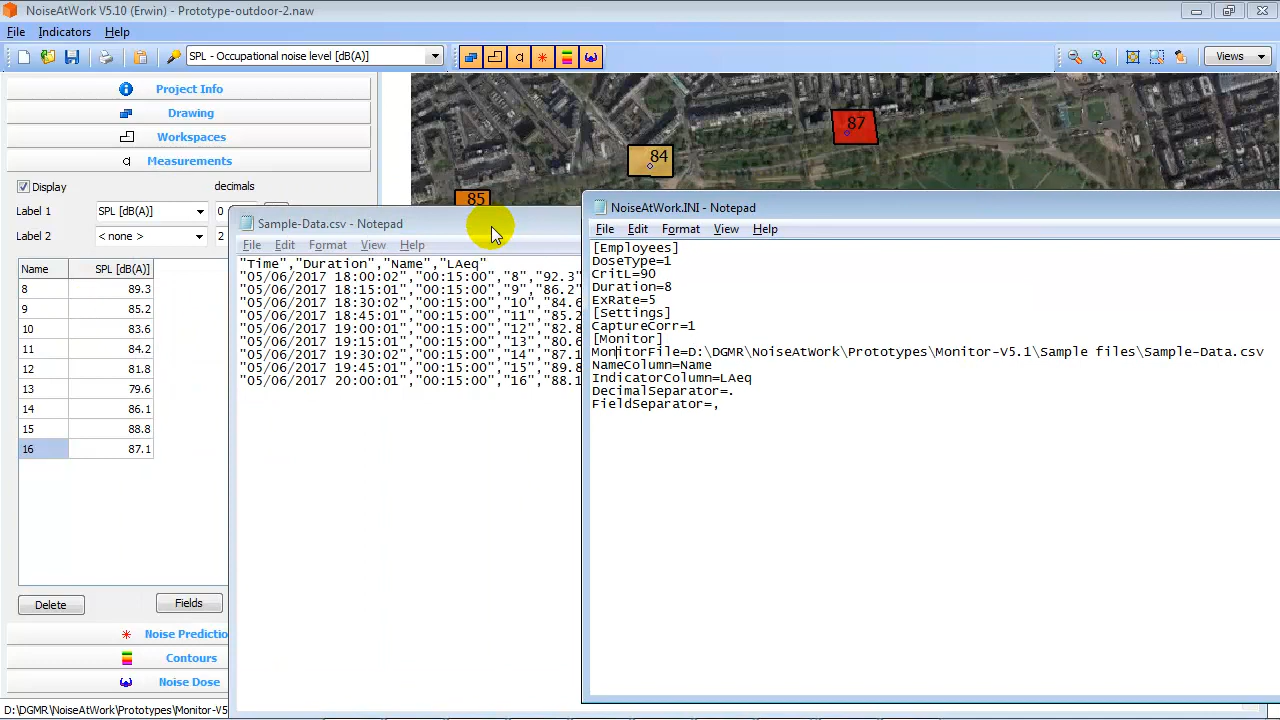 NoiseAtWork V5.10 (Erwin) - Prototype-outdoor-2.naw
File Indicators Help
SPL - Occupational noise level [dB(A)]
Views
Project Info
Drawing
Workspaces
Measurements
Display decimals
Label 1 SPL [dB(A)] 0
Label 2 < none > 2
Name SPL [dB(A)]
8 89.3
9 85.2
10 83.6
11 84.2
12 81.8
13 79.6
14 86.1
15 88.8
16 87.1
Delete Fields
Noise Predictio
Contours
Noise Dose
D:\DGMR\NoiseAtWork\Prototypes\Monitor-V5
87
84
85
Sample-Data.csv - Notepad
File Edit Format View Help
"Time","Duration","Name","LAeq"
"05/06/2017 18:00:02","00:15:00","8","92.3"
"05/06/2017 18:15:01","00:15:00","9","86.2"
"05/06/2017 18:30:02","00:15:00","10","84.6
"05/06/2017 18:45:01","00:15:00","11","85.2
"05/06/2017 19:00:01","00:15:00","12","82.8
"05/06/2017 19:15:01","00:15:00","13","80.6
"05/06/2017 19:30:02","00:15:00","14","87.1
"05/06/2017 19:45:01","00:15:00","15","89.8
"05/06/2017 20:00:01","00:15:00","16","88.1
NoiseAtWork.INI - Notepad
File Edit Format View Help
[Employees]
DoseType=1
CritL=90
Duration=8
ExRate=5
[Settings]
CaptureCorr=1
[Monitor]
MonitorFile=D:\DGMR\NoiseAtWork\Prototypes\Monitor-V5.1\Sample files\Sample-Data.csv
NameColumn=Name
IndicatorColumn=LAeq
DecimalSeparator=.
FieldSeparator=,